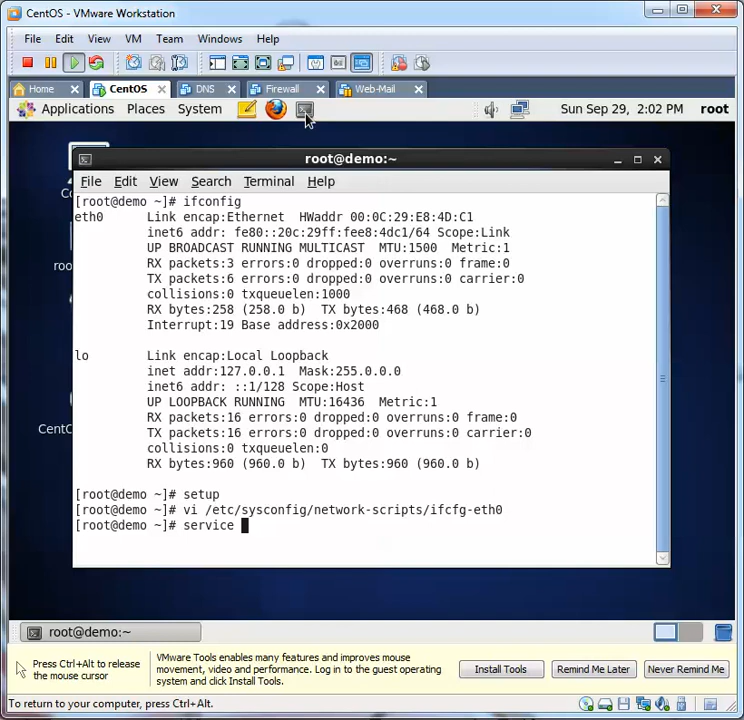 CentOS - VMware Workstation
File Edit View VM Team Windows Help
Home CentOS DNS Firewall Web-Mail
Applications Places System Sun Sep 29, 2:02 PM root
root@demo:~
File Edit View Search Terminal Help
[root@demo ~]# ifconfig
eth0 Link encap:Ethernet HWaddr 00:0C:29:E8:4D:C1
inet6 addr: fe80::20c:29ff:fee8:4dc1/64 Scope:Link
UP BROADCAST RUNNING MULTICAST MTU:1500 Metric:1
RX packets:3 errors:0 dropped:0 overruns:0 frame:0
TX packets:6 errors:0 dropped:0 overruns:0 carrier:0
collisions:0 txqueuelen:1000
RX bytes:258 (258.0 b) TX bytes:468 (468.0 b)
Interrupt:19 Base address:0x2000
lo Link encap:Local Loopback
inet addr:127.0.0.1 Mask:255.0.0.0
inet6 addr: ::1/128 Scope:Host
UP LOOPBACK RUNNING MTU:16436 Metric:1
RX packets:16 errors:0 dropped:0 overruns:0 frame:0
TX packets:16 errors:0 dropped:0 overruns:0 carrier:0
collisions:0 txqueuelen:0
RX bytes:960 (960.0 b) TX bytes:960 (960.0 b)
[root@demo ~]# setup
[root@demo ~]# vi /etc/sysconfig/network-scripts/ifcfg-eth0
[root@demo ~]# service
root@demo:~
Press Ctrl+Alt to release
the mouse cursor
VMware Tools enables many features and improves mouse
movement, video and performance. Log in to the guest operating
system and click Install Tools.
Install Tools Remind Me Later Never Remind Me
To return to your computer, press Ctrl+Alt.